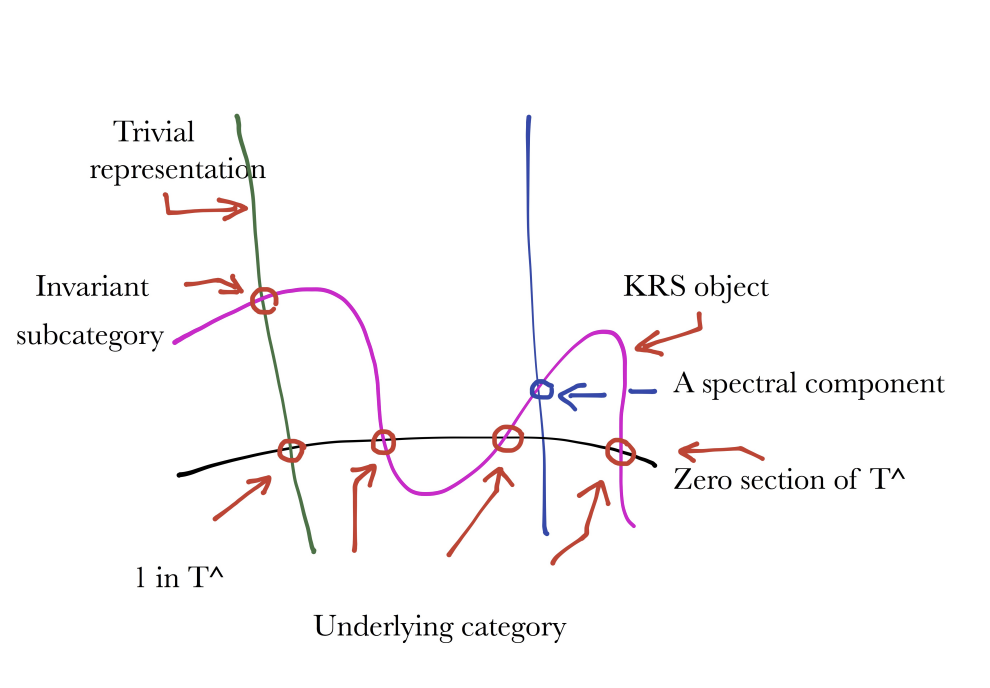 Trivial
representation
Invariant
subcategory
KRS object
A spectral component
Zero section of T^
1 in T^
Underlying category